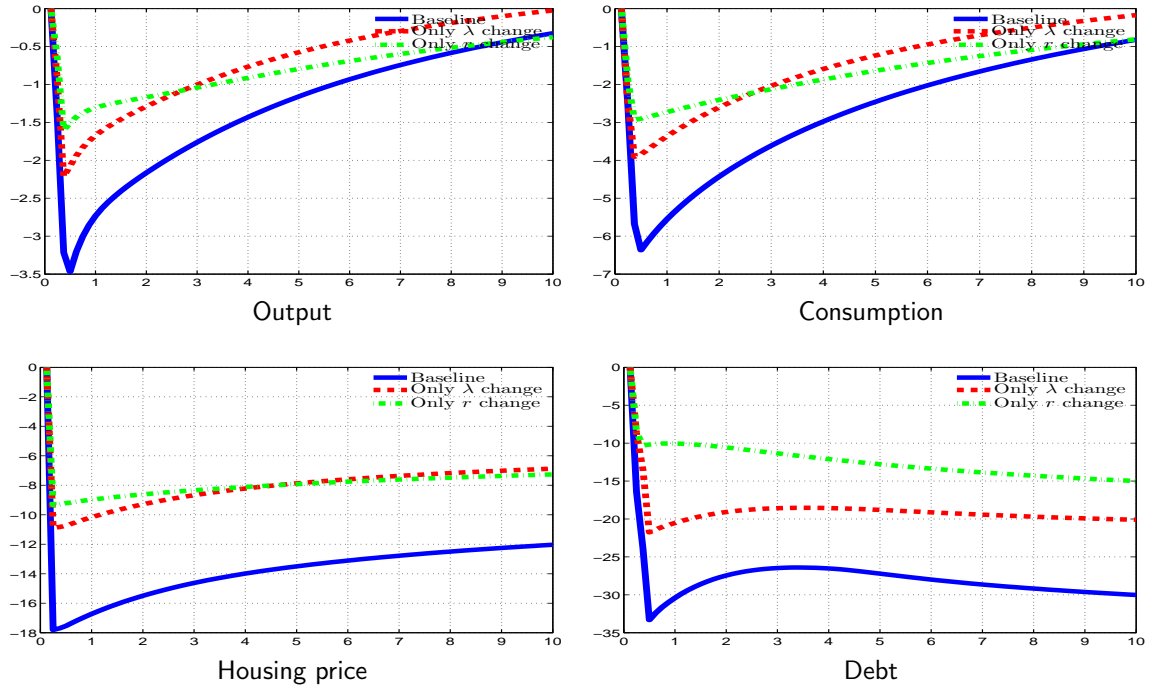 0
−0.5
−1
−1.5
−2
−2.5
−3
−3.5
0 1 2 3 4 5 6 7 8 9 10
Baseline
Only λ change
Only r change
Output
0
−1
−2
−3
−4
−5
−6
−7
0 1 2 3 4 5 6 7 8 9 10
Baseline
Only λ change
Only r change
Consumption
0
−2
−4
−6
−8
−10
−12
−14
−16
−18
0 1 2 3 4 5 6 7 8 9 10
Baseline
Only λ change
Only r change
Housing price
0
−5
−10
−15
−20
−25
−30
−35
0 1 2 3 4 5 6 7 8 9 10
Baseline
Only λ change
Only r change
Debt